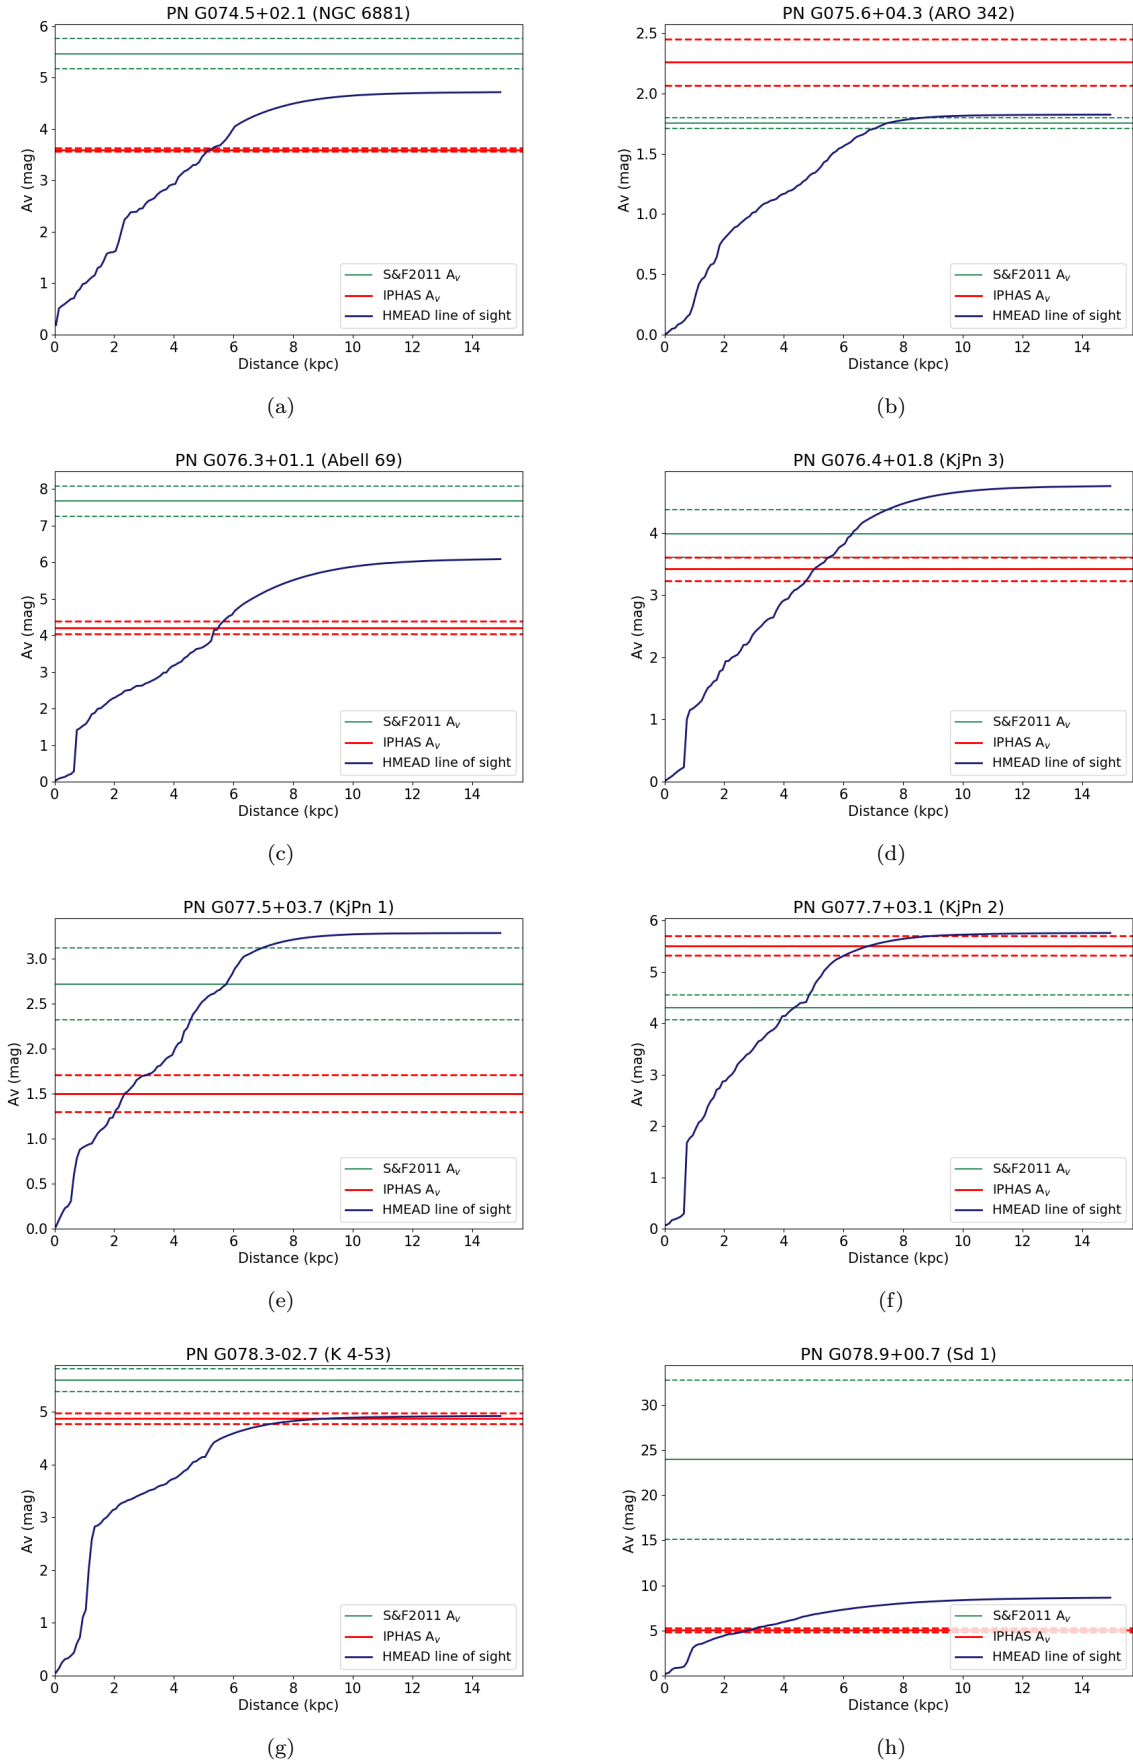 PN G074.5+02.1 (NGC 6881)
6
5
4
3
2
1
0
Av (mag)
S&F2011 Av
IPHAS Av
HMEAD line of sight
0 2 4 6 8 10 12 14
Distance (kpc)
(a)
PN G075.6+04.3 (ARO 342)
2.5
2.0
1.5
1.0
0.5
0.0
Av (mag)
S&F2011 Av
IPHAS Av
HMEAD line of sight
0 2 4 6 8 10 12 14
Distance (kpc)
(b)
PN G076.3+01.1 (Abell 69)
8
7
6
5
4
3
2
1
0
Av (mag)
S&F2011 Av
IPHAS Av
HMEAD line of sight
0 2 4 6 8 10 12 14
Distance (kpc)
(c)
PN G076.4+01.8 (KjPn 3)
4
3
2
1
0
Av (mag)
S&F2011 Av
IPHAS Av
HMEAD line of sight
0 2 4 6 8 10 12 14
Distance (kpc)
(d)
PN G077.5+03.7 (KjPn 1)
3.0
2.5
2.0
1.5
1.0
0.5
0.0
Av (mag)
S&F2011 Av
IPHAS Av
HMEAD line of sight
0 2 4 6 8 10 12 14
Distance (kpc)
(e)
PN G077.7+03.1 (KjPn 2)
6
5
4
3
2
1
0
Av (mag)
S&F2011 Av
IPHAS Av
HMEAD line of sight
0 2 4 6 8 10 12 14
Distance (kpc)
(f)
PN G078.3-02.7 (K 4-53)
5
4
3
2
1
0
Av (mag)
S&F2011 Av
IPHAS Av
HMEAD line of sight
0 2 4 6 8 10 12 14
Distance (kpc)
(g)
PN G078.9+00.7 (Sd 1)
30
25
20
15
10
5
0
Av (mag)
S&F2011 Av
IPHAS Av
HMEAD line of sight
0 2 4 6 8 10 12 14
Distance (kpc)
(h)